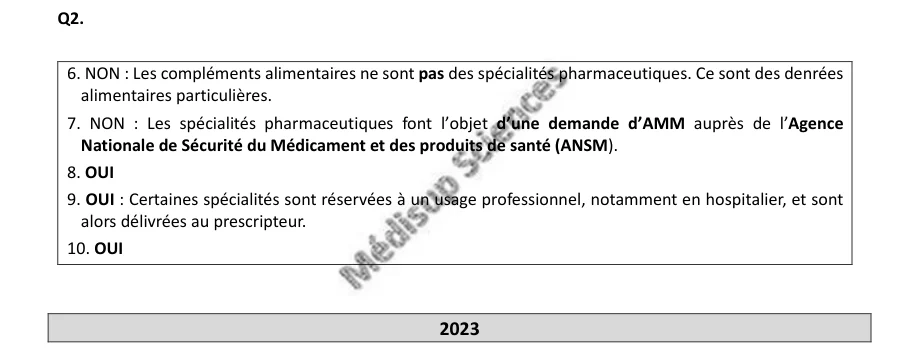 Q2.
6. NON : Les compléments alimentaires ne sont pas des spécialités pharmaceutiques. Ce sont des denrées
alimentaires particulières.
7. NON : Les spécialités pharmaceutiques font l’objet d’une demande d’AMM auprès de l’Agence
Nationale de Sécurité du Médicament et des produits de santé (ANSM).
8. OUI
9. OUI : Certaines spécialités sont réservées à un usage professionnel, notamment en hospitalier, et sont
alors délivrées au prescripteur.
10. OUI
Médisup Sciences
2023